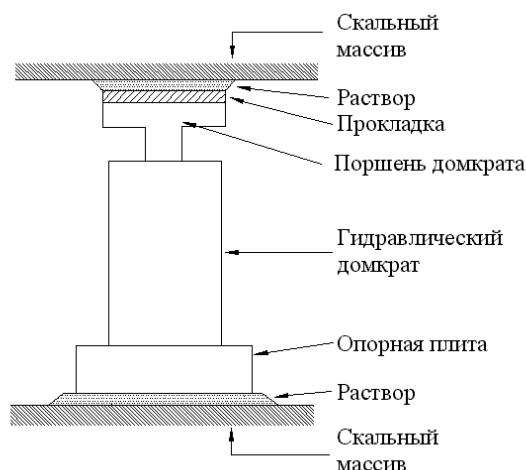 Скальный
массив
Раствор
Прокладка
Поршень домкрата
Гидравлический
домкрат
Опорная плита
Раствор
Скальный
массив